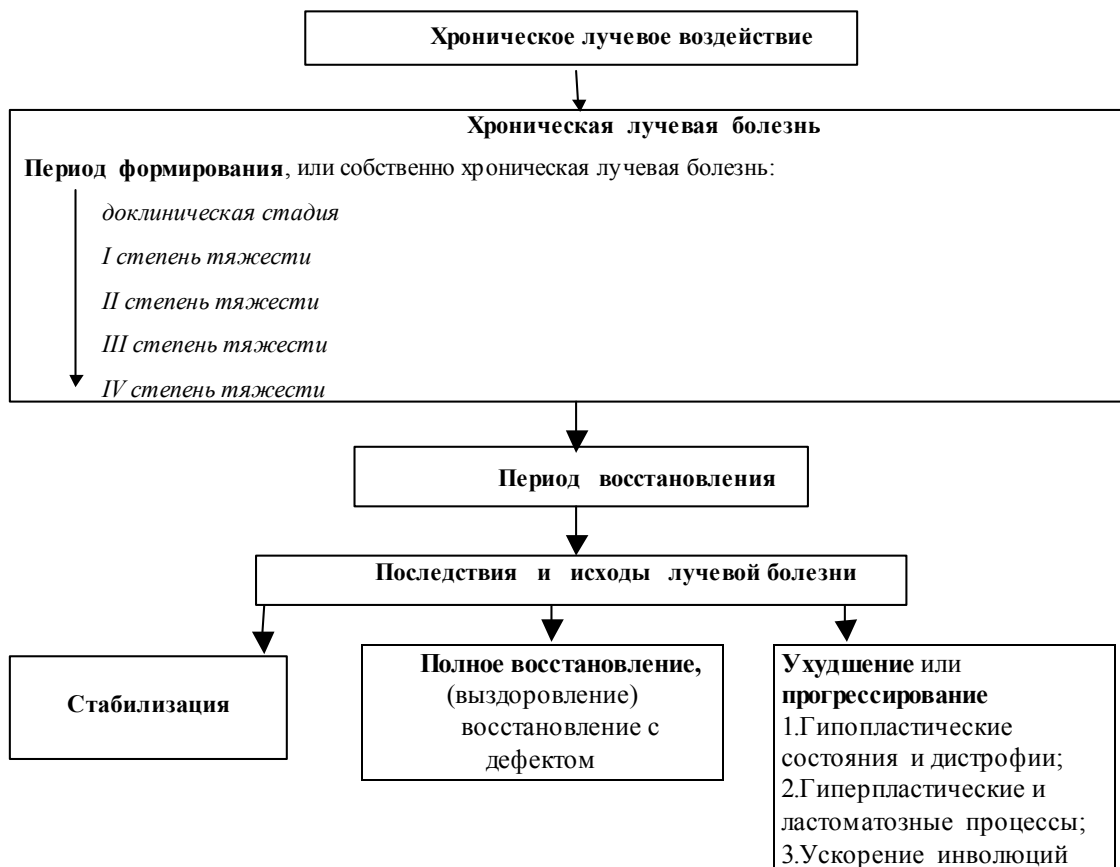 Хроническое лучевое воздействие
Хроническая лучевая болезнь
Период формирования, или собственно хроническая лучевая болезнь:
доклиническая стадия
I степень тяжести
II степень тяжести
III степень тяжести
IV степень тяжести
Период восстановления
Последствия и исходы лучевой болезни
Стабилизация
Полное восстановление,
(выздоровление)
восстановление с
дефектом
Ухудшение или
прогрессирование
1.Гипопластические
состояния и дистрофии;
2.Гиперпластические и
ластоматозные процессы;
3.Ускорение инволюций